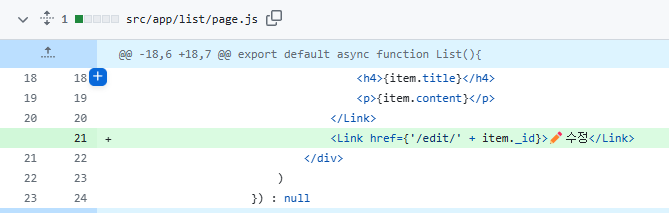 1 src/app/list/page.js
@@ -18,6 +18,7 @@ export default async function List(){
18 18 <h4>{item.title}</h4>
19 19 <p>{item.content}</p>
20 20 </Link>
21 + <Link href={'/edit/' + item._id}>✏️수정</Link>
21 22 </div>
22 23 )
23 24 }) : null